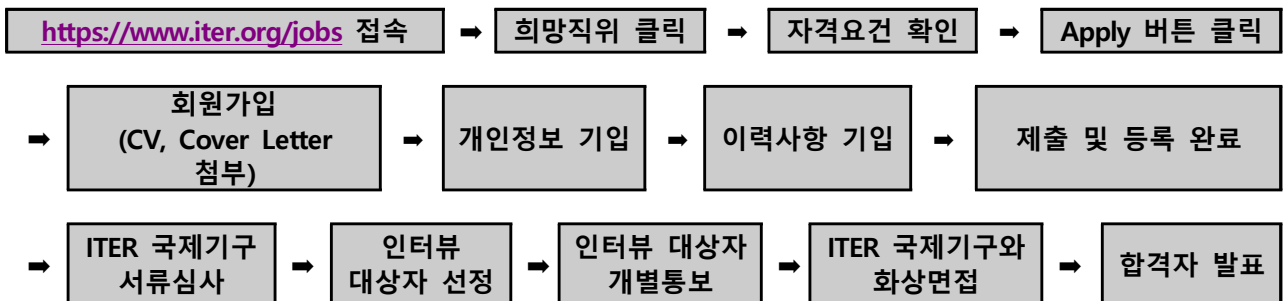 https://www.iter.org/jobs 접속 ➡ 희망직위 클릭 ➡ 자격요건 확인 ➡ Apply 버튼 클릭
➡ 회원가입
(CV, Cover Letter
첨부) ➡ 개인정보 기입 ➡ 이력사항 기입 ➡ 제출 및 등록 완료
➡ ITER 국제기구
서류심사 ➡ 인터뷰
대상자 선정 ➡ 인터뷰 대상자
개별통보 ➡ ITER 국제기구와
화상면접 ➡ 합격자 발표